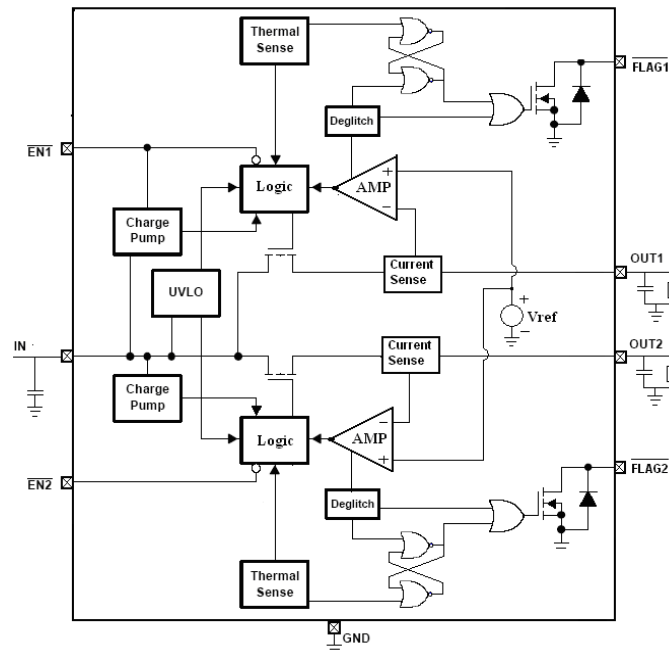 Thermal
Sense
FLAG1
Deglitch
EN1
+
Logic
AMP
−
Charge
Pump
Current
Sense
OUT1
UVLO
+
Vref
−
IN
OUT2
Current
Sense
Charge
Pump
−
Logic
AMP
+
EN2
FLAG2
Deglitch
Thermal
Sense
GND